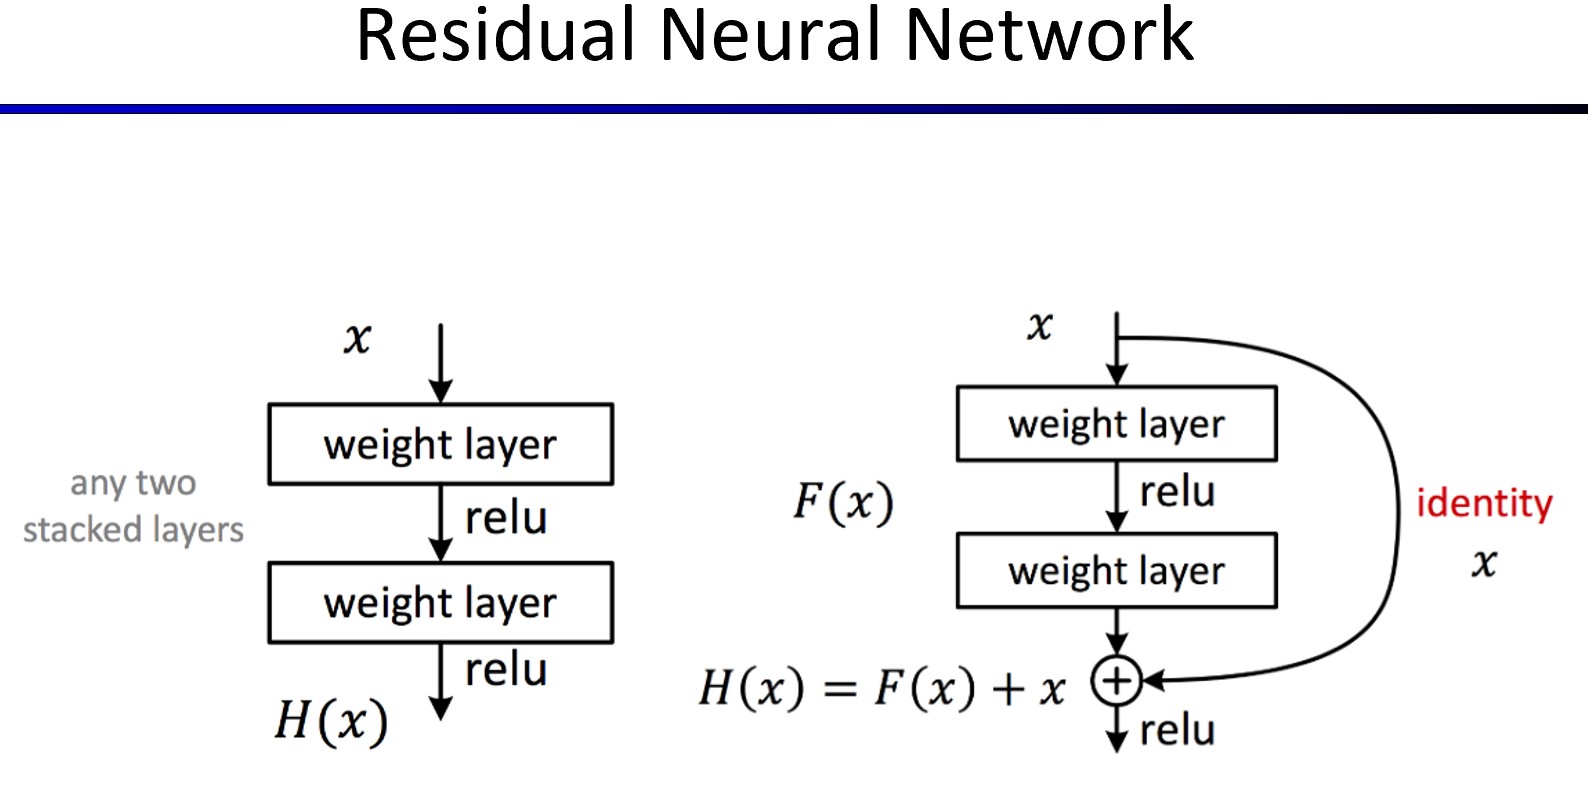 Residual Neural Network
x
weight layer
any two
stacked layers
relu
weight layer
relu
H(x)
x
weight layer
F(x)
relu
identity
x
weight layer
H(x) = F(x) + x
relu